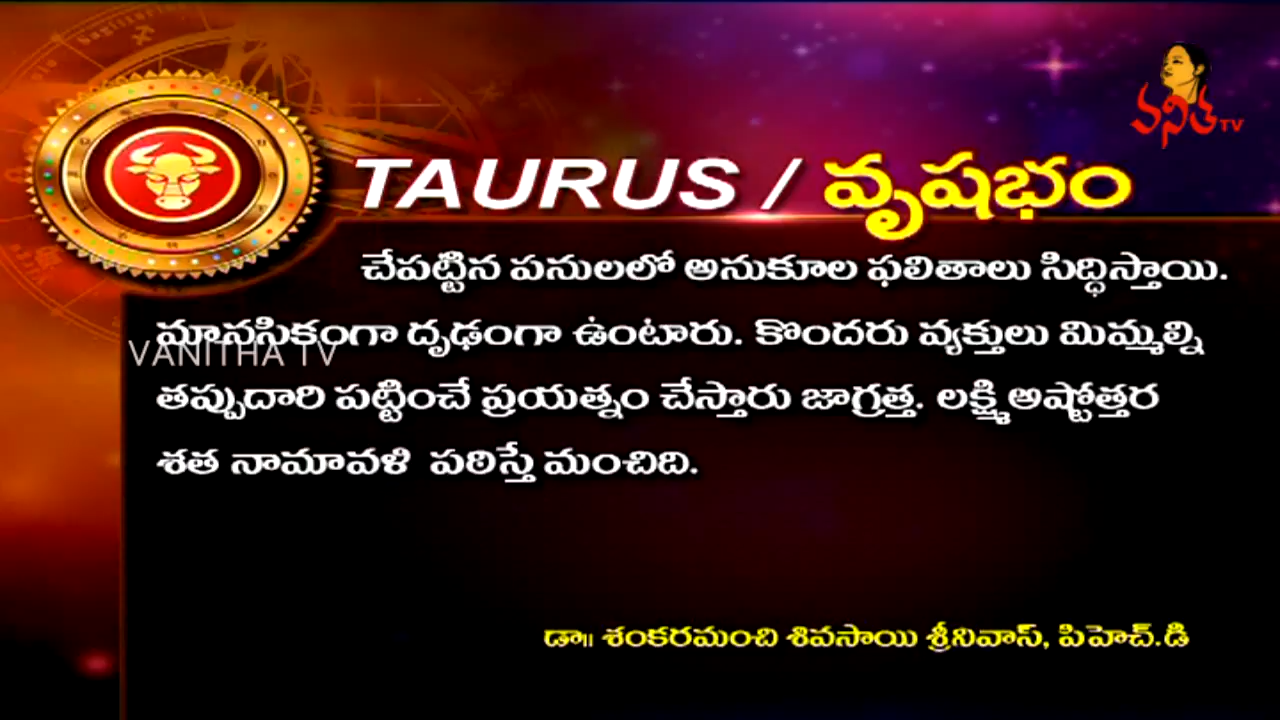 వనిత TV
TAURUS / వృషభం
చేపట్టిన పనులలో అనుకూల ఫలితాలు సిద్ధిస్తాయి.
మానసికంగా దృఢంగా ఉంటారు. కొందరు వ్యక్తులు మిమ్మల్ని
VANITHA TV
తప్పుదారి పట్టించే ప్రయత్నం చేస్తారు జాగ్రత్త. లక్ష్మి అష్టోత్తర
శత నామావళి పఠిస్తే మంచిది.
డా॥ శంకరమంచి శివసాయి శ్రీనివాస్, పిహెచ్.డి